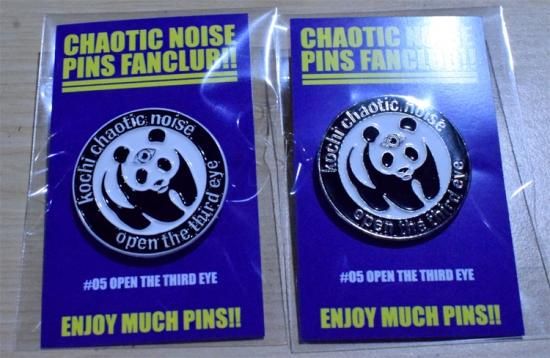 CHAOTIC NOISE
PINS FANCLUB!!
kochi chaotic noise
open the third eye
#05 OPEN THE THIRD EYE
ENJOY MUCH PINS!!
CHAOTIC NOISE
PINS FANCLUB!!
kochi chaotic noise
open the third eye
#05 OPEN THE THIRD EYE
ENJOY MUCH PINS!!